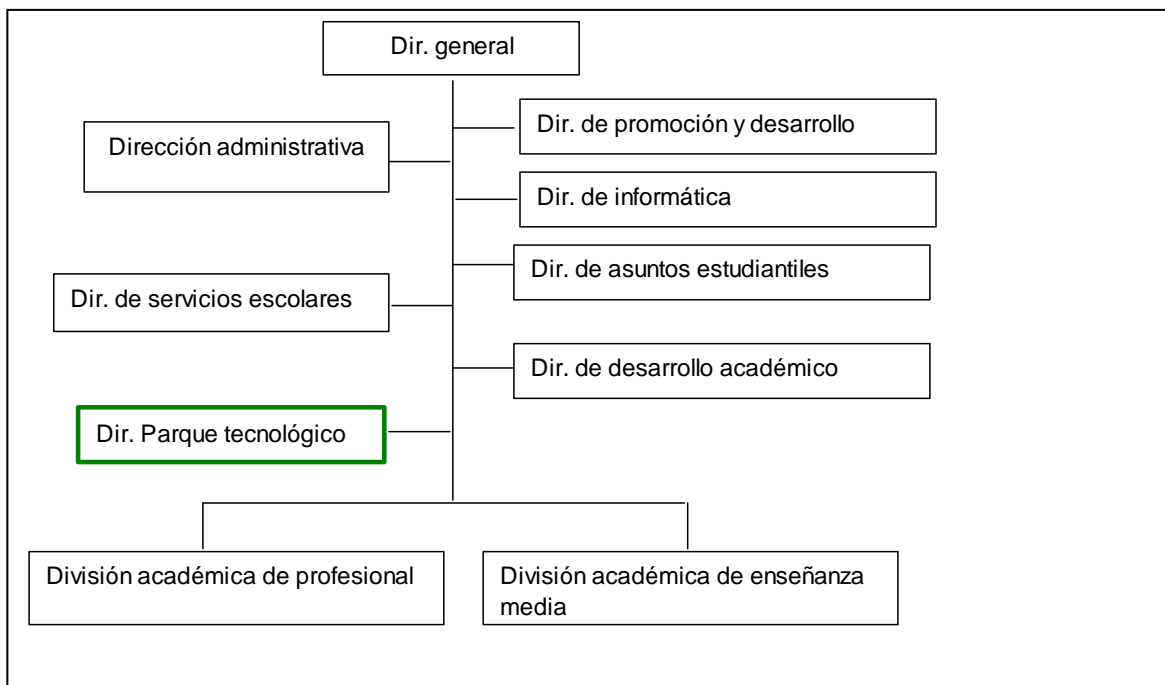 Dir. general
Dir. de promoción y desarrollo
Dirección administrativa
Dir. de informática
Dir. de asuntos estudiantiles
Dir. de servicios escolares
Dir. de desarrollo académico
Dir. Parque tecnológico
División académica de profesional
División académica de enseñanza
media